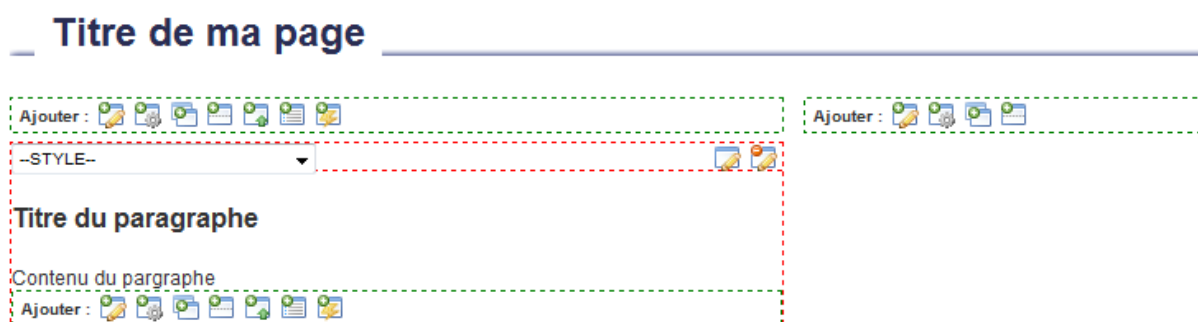 Titre de ma page
Ajouter :
Ajouter :
--STYLE--
Titre du paragraphe
Contenu du pargraphe
Ajouter :